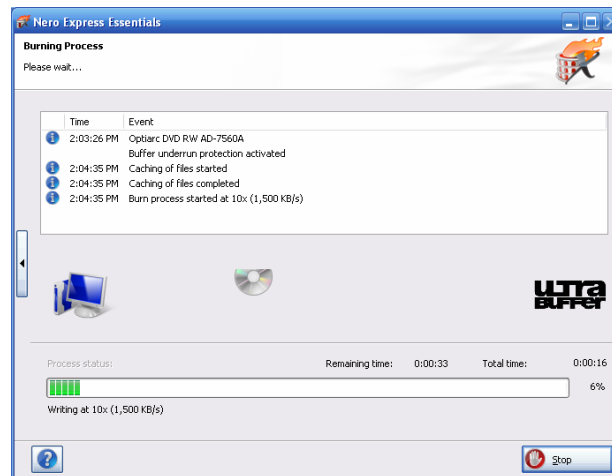 Nero Express Essentials
Burning Process
Please wait...
Time Event
2:03:26 PM Optiarc DVD RW AD-7560A
Buffer underrun protection activated
2:04:35 PM Caching of files started
2:04:35 PM Caching of files completed
2:04:35 PM Burn process started at 10x (1,500 KB/s)
ULTRA
BUFFER
Process status: Remaining time: 0:00:33 Total time: 0:00:16
6%
Writing at 10x (1,500 KB/s)
Stop